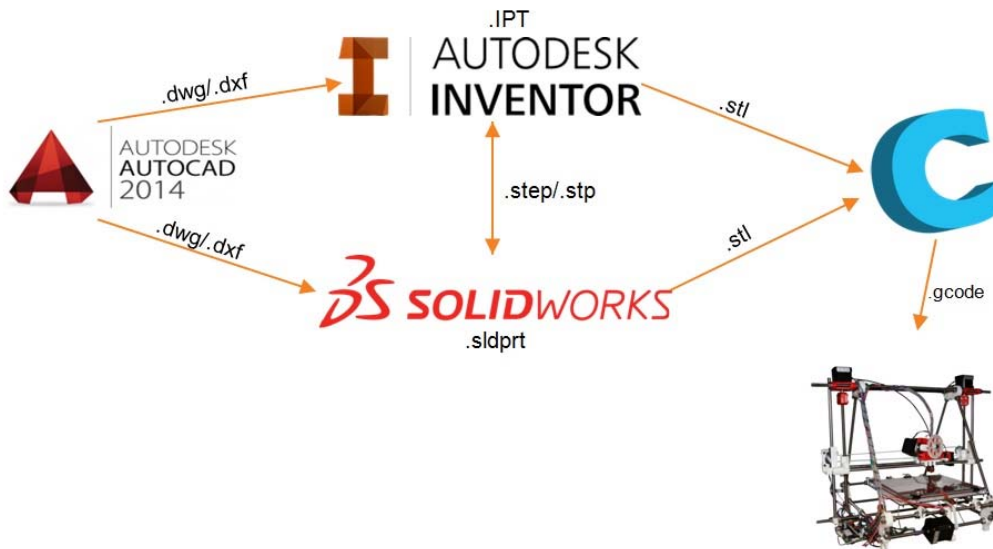 .IPT
AUTODESK
INVENTOR
.dwg/.dxf
.stl
AUTODESK
AUTOCAD
2014
.step/.stp
.dwg/.dxf
.stl
SOLIDWORKS
.sldprt
.gcode